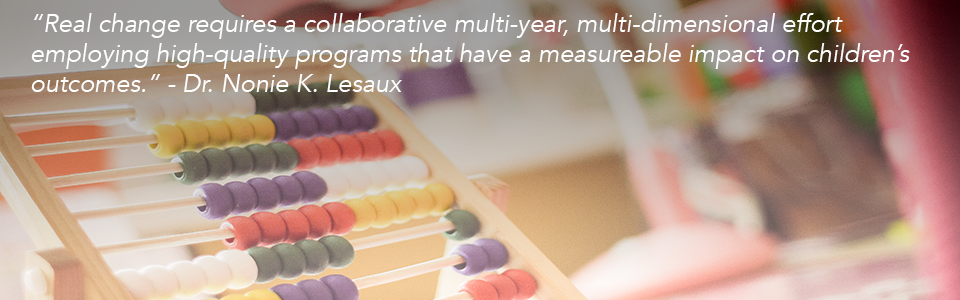 “Real change requires a collaborative multi-year, multi-dimensional effort
employing high-quality programs that have a measureable impact on children’s
outcomes.” - Dr. Nonie K. Lesaux